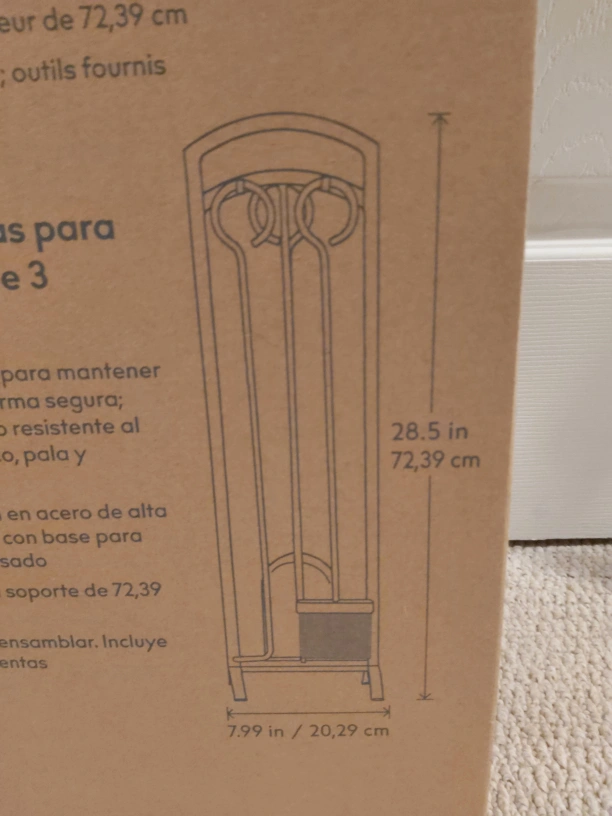 eur de 72,39 cm
; outils fournis
as para
e 3
para mantener
rma segura;
o resistente al
o, pala y
en acero de alta
con base para
sado
soporte de 72,39
ensamblar. Incluye
entas
28.5 in
72,39 cm
7.99 in / 20,29 cm